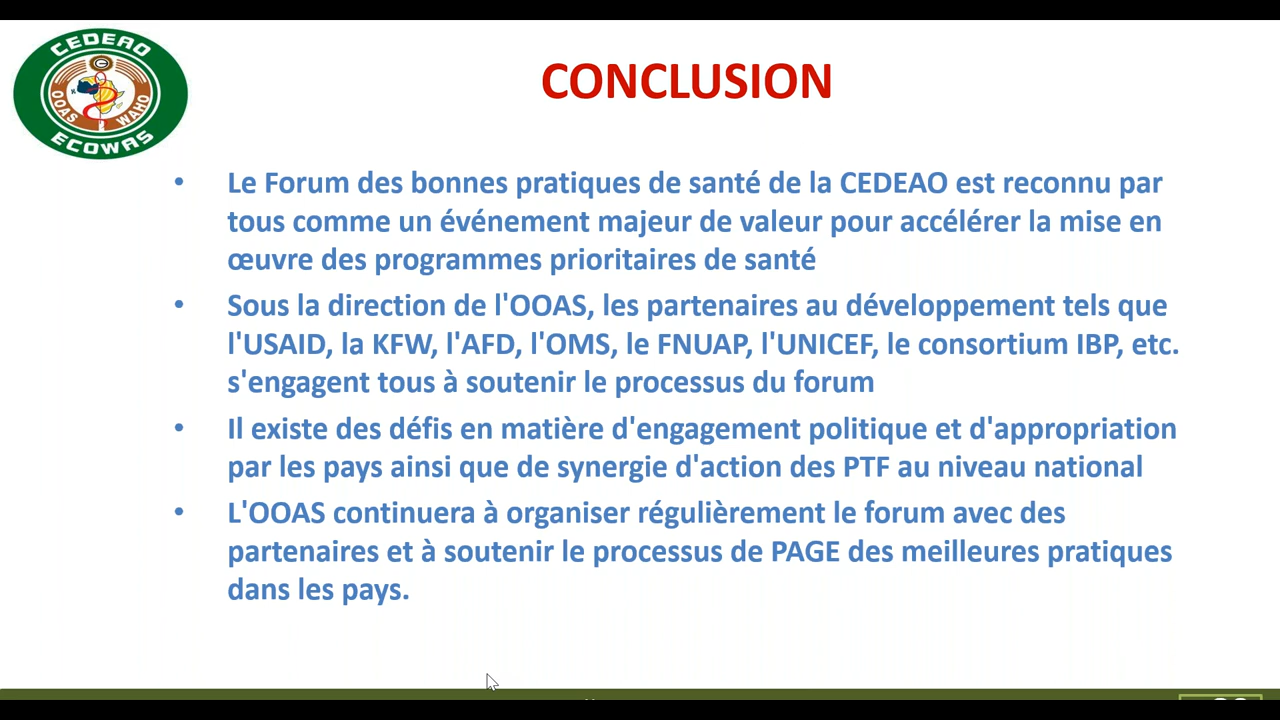 CEDEAO
OOAS WAHO
ECOWAS
CONCLUSION
• Le Forum des bonnes pratiques de santé de la CEDEAO est reconnu par
tous comme un événement majeur de valeur pour accélérer la mise en
œuvre des programmes prioritaires de santé
• Sous la direction de l'OOAS, les partenaires au développement tels que
l'USAID, la KFW, l'AFD, l'OMS, le FNUAP, l'UNICEF, le consortium IBP, etc.
s'engagent tous à soutenir le processus du forum
• Il existe des défis en matière d'engagement politique et d'appropriation
par les pays ainsi que de synergie d'action des PTF au niveau national
• L'OOAS continuera à organiser régulièrement le forum avec des
partenaires et à soutenir le processus de PAGE des meilleures pratiques
dans les pays.